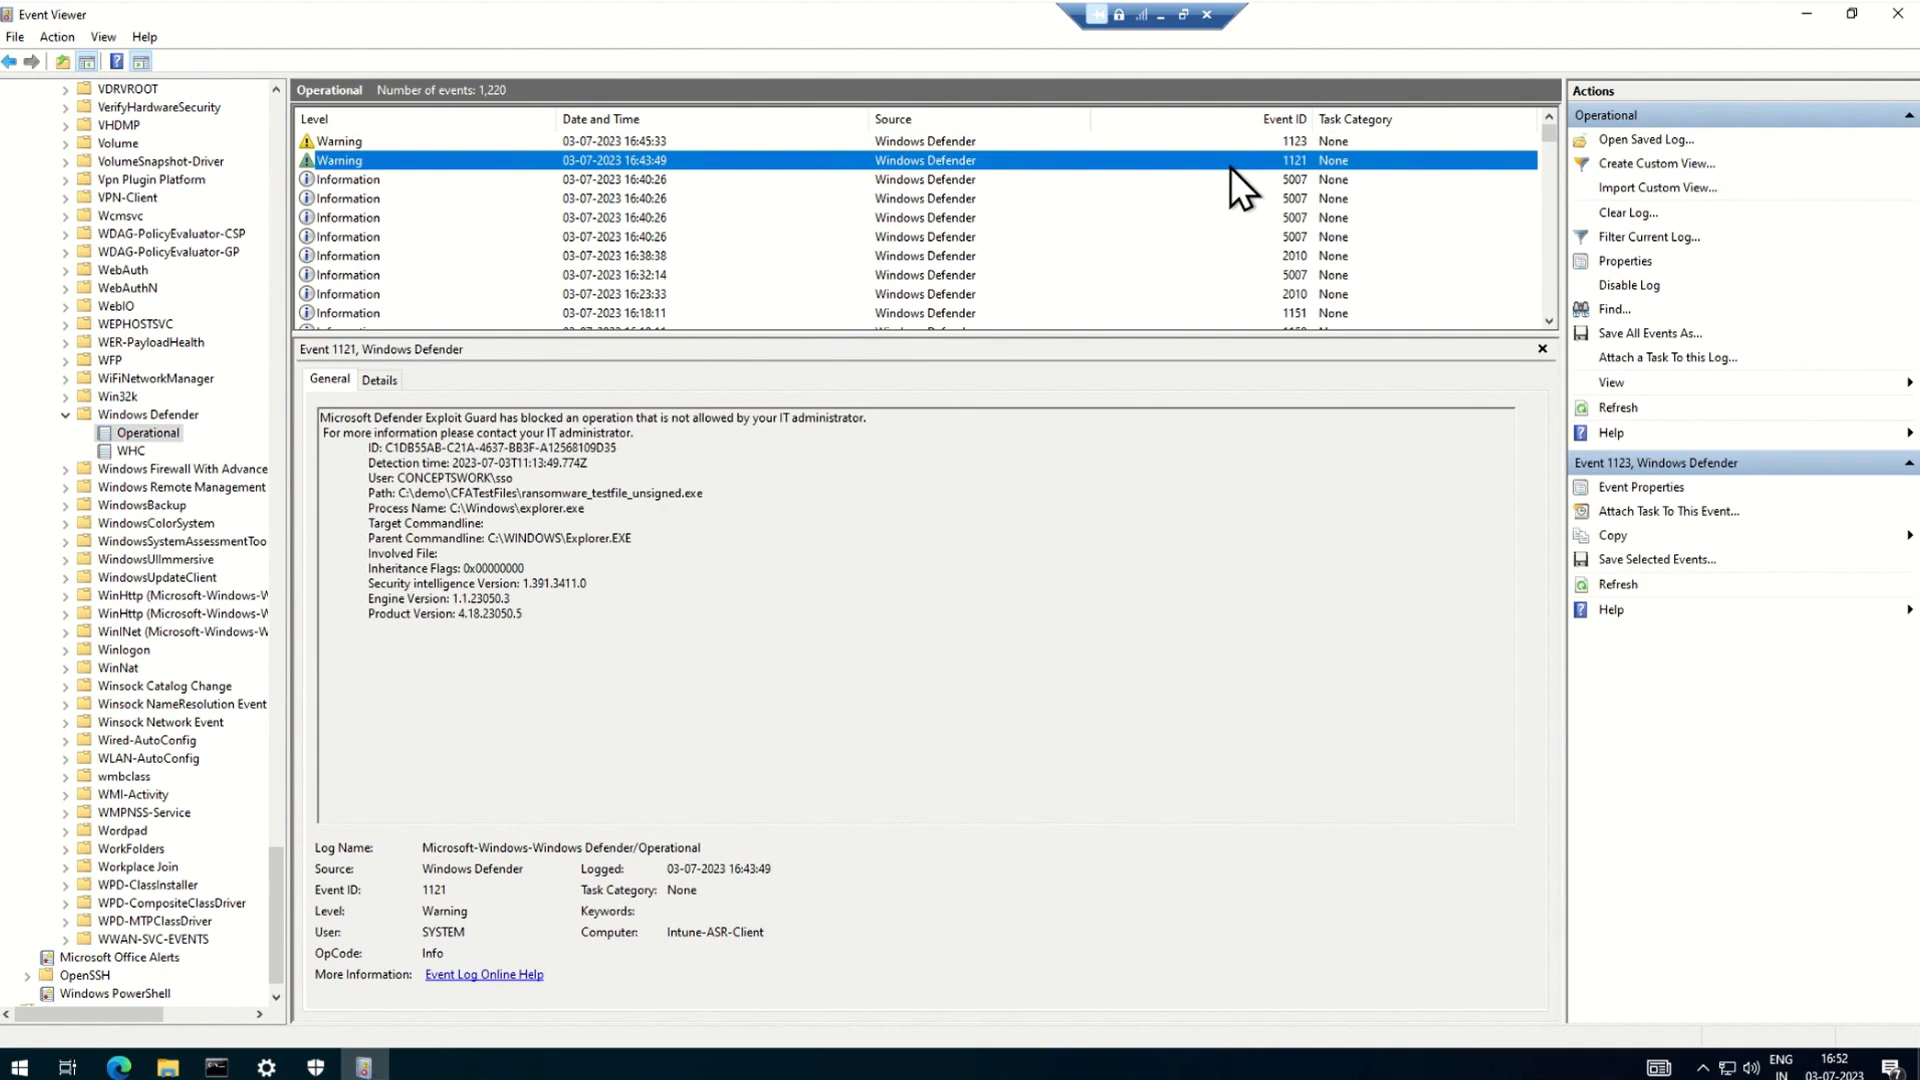 Event Viewer
File Action View Help
VDRVROOT
VerifyHardwareSecurity
VHDMP
Volume
VolumeSnapshot-Driver
Vpn Plugin Platform
VPN-Client
Wcmsvc
WDAG-PolicyEvaluator-CSP
WDAG-PolicyEvaluator-GP
WebAuth
WebAuthN
WebIO
WEPHOSTSVC
WER-PayloadHealth
WFP
WiFiNetworkManager
Win32k
Windows Defender
Operational
WHC
Windows Firewall With Advance
Windows Remote Management
WindowsBackup
WindowsColorSystem
WindowsSystemAssessmentToo
WindowsUIImmersive
WindowsUpdateClient
WinHttp (Microsoft-Windows-W
WinHttp (Microsoft-Windows-W
WinINet (Microsoft-Windows-W
Winlogon
WinNat
Winsock Catalog Change
Winsock NameResolution Event
Winsock Network Event
Wired-AutoConfig
WLAN-AutoConfig
wmbclass
WMI-Activity
WMPNSS-Service
Wordpad
WorkFolders
Workplace Join
WPD-ClassInstaller
WPD-CompositeClassDriver
WPD-MTPClassDriver
WWAN-SVC-EVENTS
Microsoft Office Alerts
OpenSSH
Windows PowerShell
Operational Number of events: 1,220
Level Date and Time Source Event ID Task Category
Warning 03-07-2023 16:45:33 Windows Defender 1123 None
Warning 03-07-2023 16:43:49 Windows Defender 1121 None
Information 03-07-2023 16:40:26 Windows Defender 5007 None
Information 03-07-2023 16:40:26 Windows Defender 5007 None
Information 03-07-2023 16:40:26 Windows Defender 5007 None
Information 03-07-2023 16:40:26 Windows Defender 5007 None
Information 03-07-2023 16:38:38 Windows Defender 2010 None
Information 03-07-2023 16:32:14 Windows Defender 5007 None
Information 03-07-2023 16:23:33 Windows Defender 2010 None
Information 03-07-2023 16:18:11 Windows Defender 1151 None
Event 1121, Windows Defender
General Details
Microsoft Defender Exploit Guard has blocked an operation that is not allowed by your IT administrator.
For more information please contact your IT administrator.
ID: C1DB55AB-C21A-4637-BB3F-A12568109D35
Detection time: 2023-07-03T11:13:49.774Z
User: CONCEPTSWORK\sso
Path: C:\demo\CFATestFiles\ransomware_testfile_unsigned.exe
Process Name: C:\Windows\explorer.exe
Target Commandline:
Parent Commandline: C:\WINDOWS\Explorer.EXE
Involved File:
Inheritance Flags: 0x00000000
Security intelligence Version: 1.391.3411.0
Engine Version: 1.1.23050.3
Product Version: 4.18.23050.5
Log Name: Microsoft-Windows-Windows Defender/Operational
Source: Windows Defender Logged: 03-07-2023 16:43:49
Event ID: 1121 Task Category: None
Level: Warning Keywords:
User: SYSTEM Computer: Intune-ASR-Client
OpCode: Info
More Information: Event Log Online Help
Actions
Operational
Open Saved Log...
Create Custom View...
Import Custom View...
Clear Log...
Filter Current Log...
Properties
Disable Log
Find...
Save All Events As...
Attach a Task To this Log...
View
Refresh
Help
Event 1123, Windows Defender
Event Properties
Attach Task To This Event...
Copy
Save Selected Events...
Refresh
Help
ENG
IN
16:52
03-07-2023
7